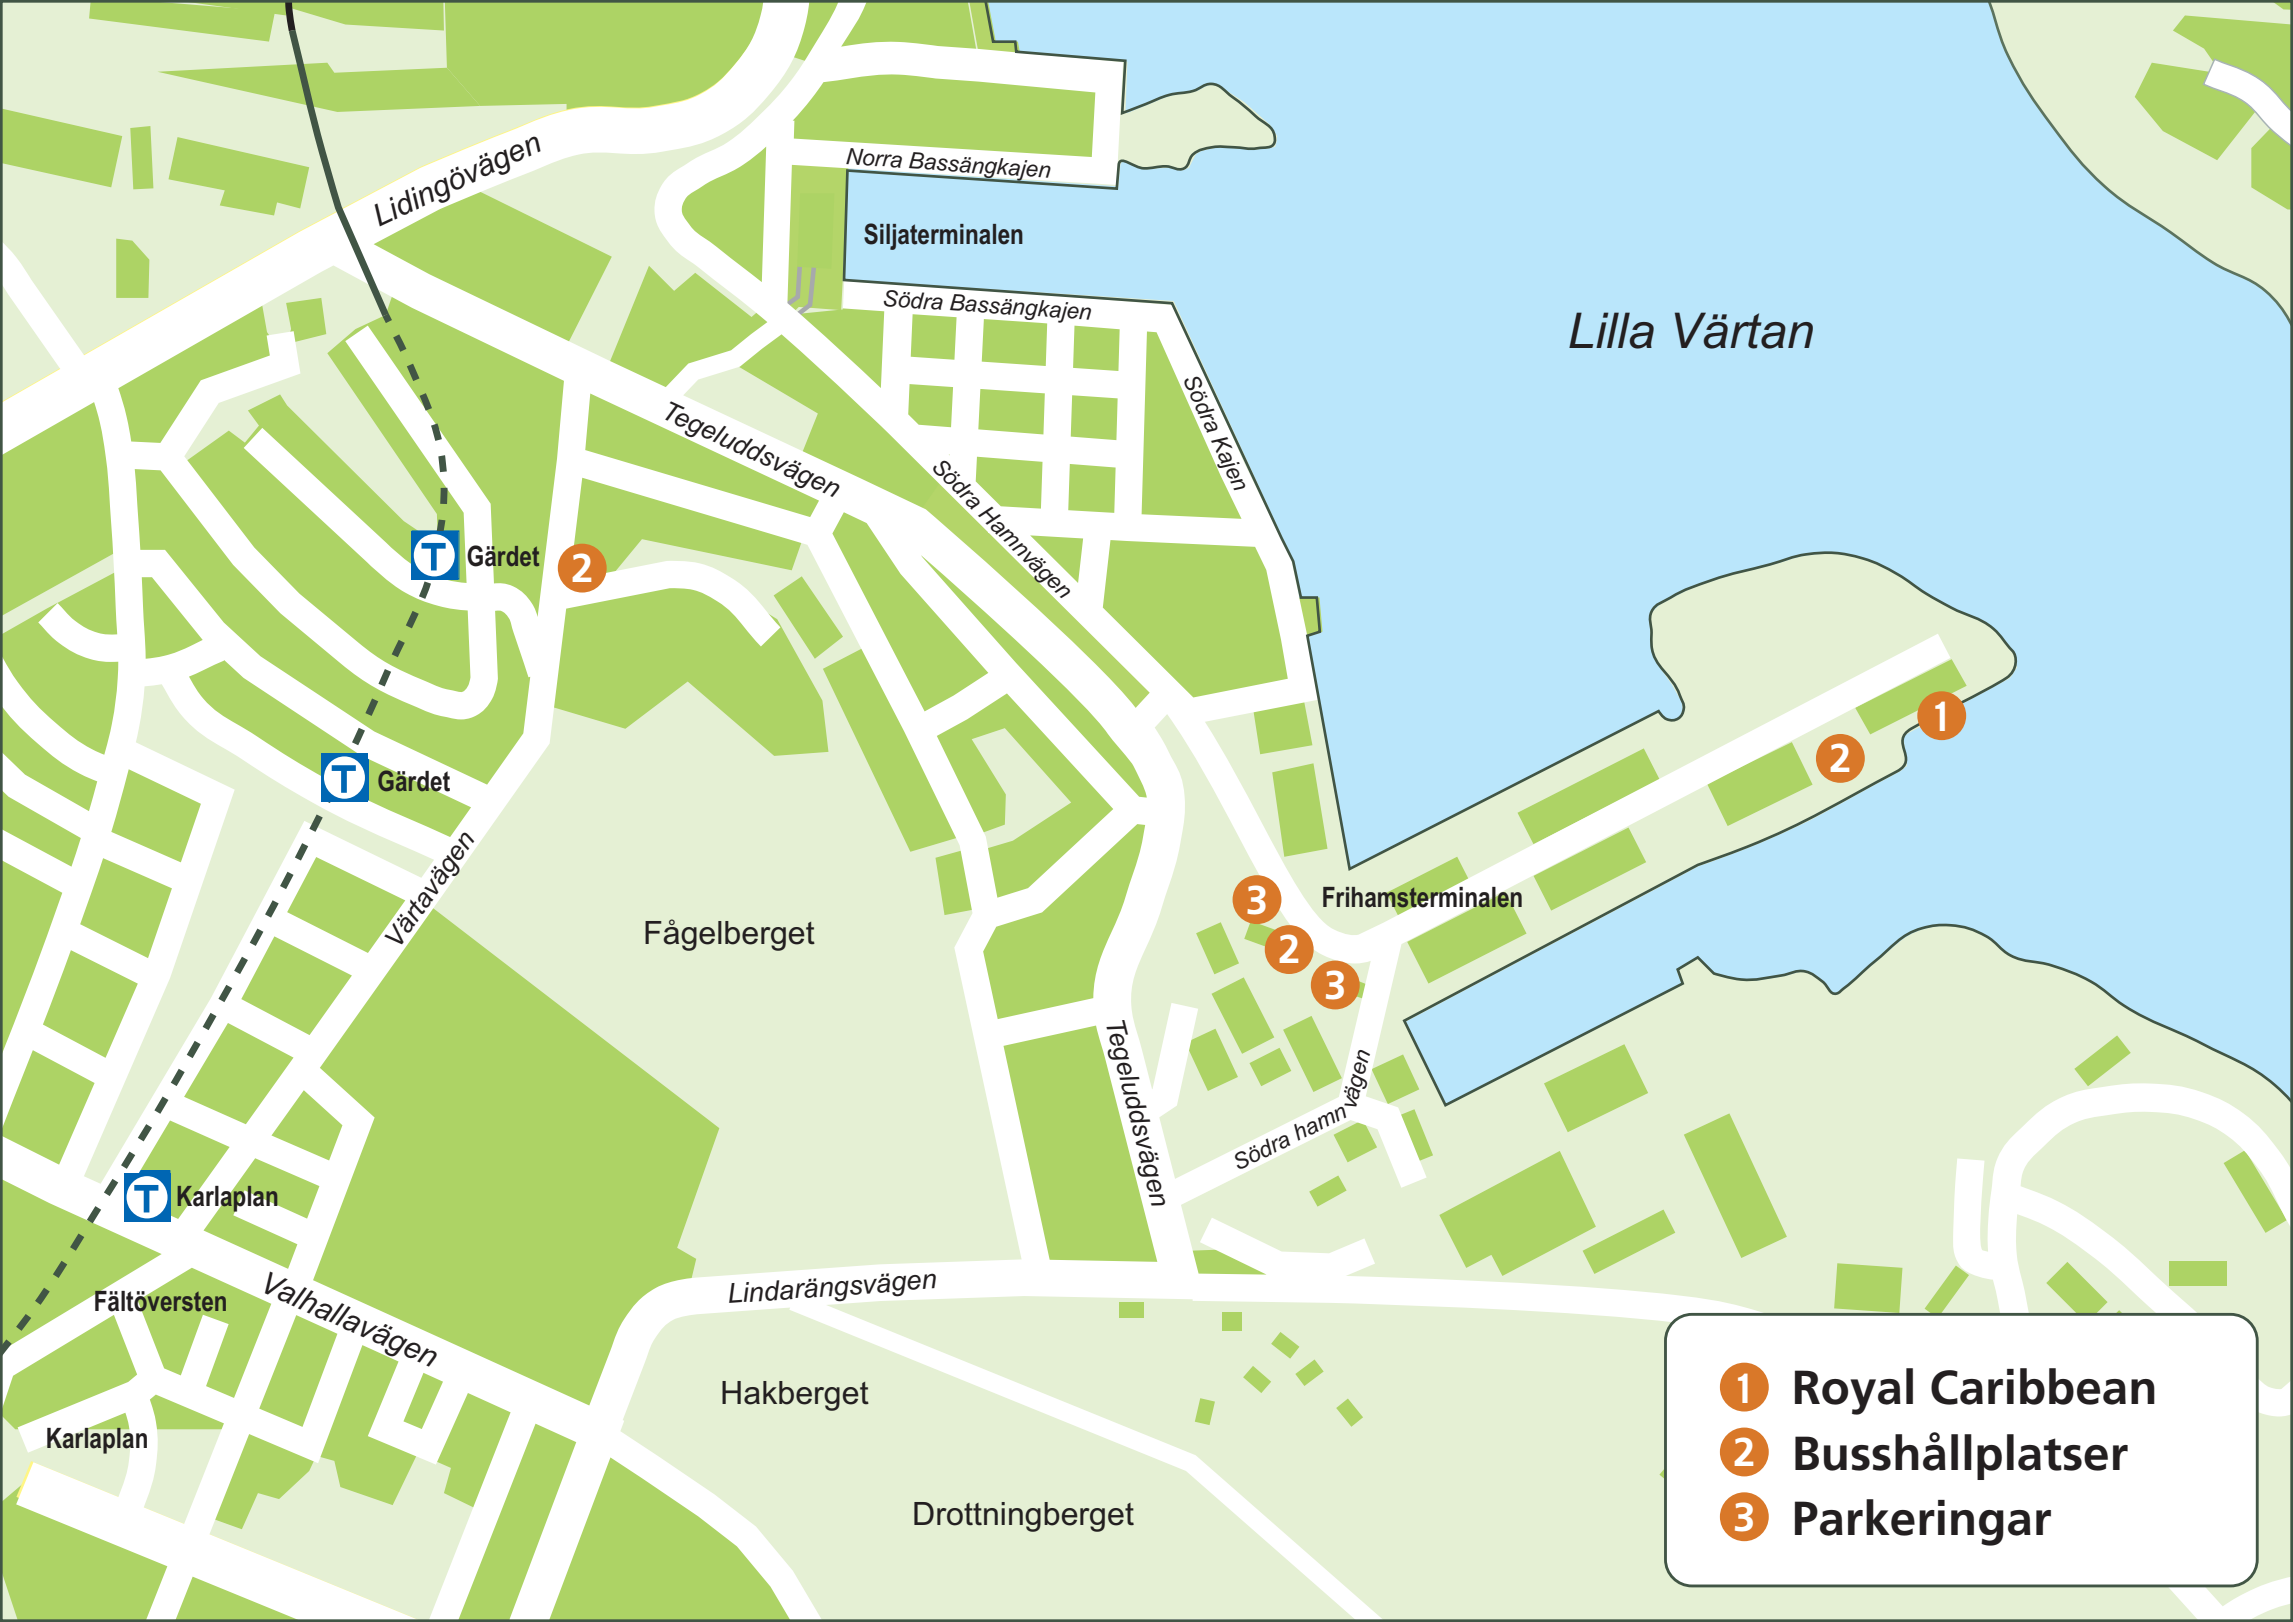 Lidingövägen
Norra Bassängkajen
Siljaterminalen
Södra Bassängkajen
Lilla Värtan
Södra Kajen
Tegeluddsvägen
Södra Hamnvägen
T
Gärdet
2
T
Gärdet
1
2
Värtavägen
3
Frihamsterminalen
Fågelberget
2
3
Tegeluddsvägen
Södra hamnvägen
T
Karlaplan
Fältöversten
Valhallavägen
Lindarängsvägen
Hakberget
Karlaplan
Drottningberget
1 Royal Caribbean
2 Busshållplatser
3 Parkeringar